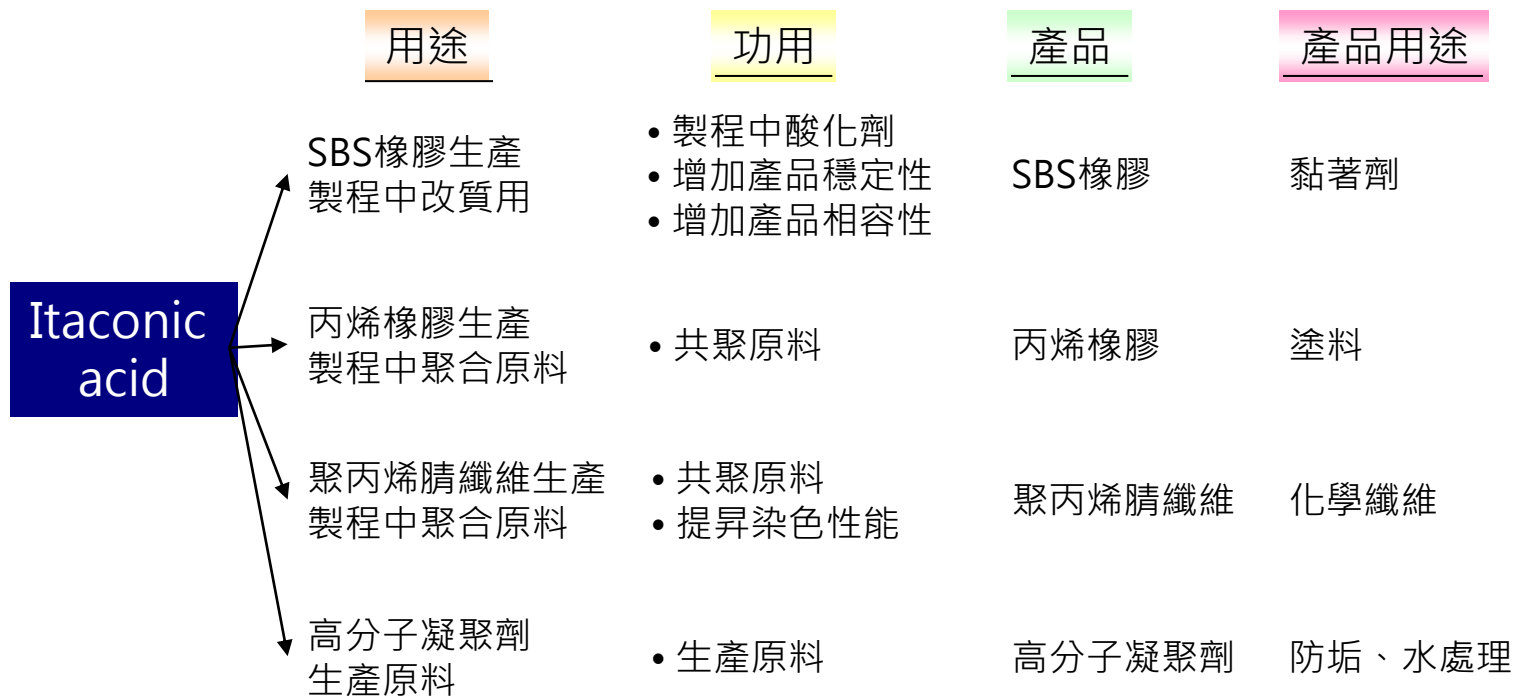 用途
功用
產品
產品用途
SBS橡膠生產
製程中改質用
• 製程中酸化劑
• 增加產品穩定性
• 增加產品相容性
SBS橡膠
黏著劑
Itaconic
acid
丙烯橡膠生產
製程中聚合原料
• 共聚原料
丙烯橡膠
塗料
聚丙烯腈纖維生產
製程中聚合原料
• 共聚原料
• 提昇染色性能
聚丙烯腈纖維
化學纖維
高分子凝聚劑
生產原料
• 生產原料
高分子凝聚劑
防垢、水處理